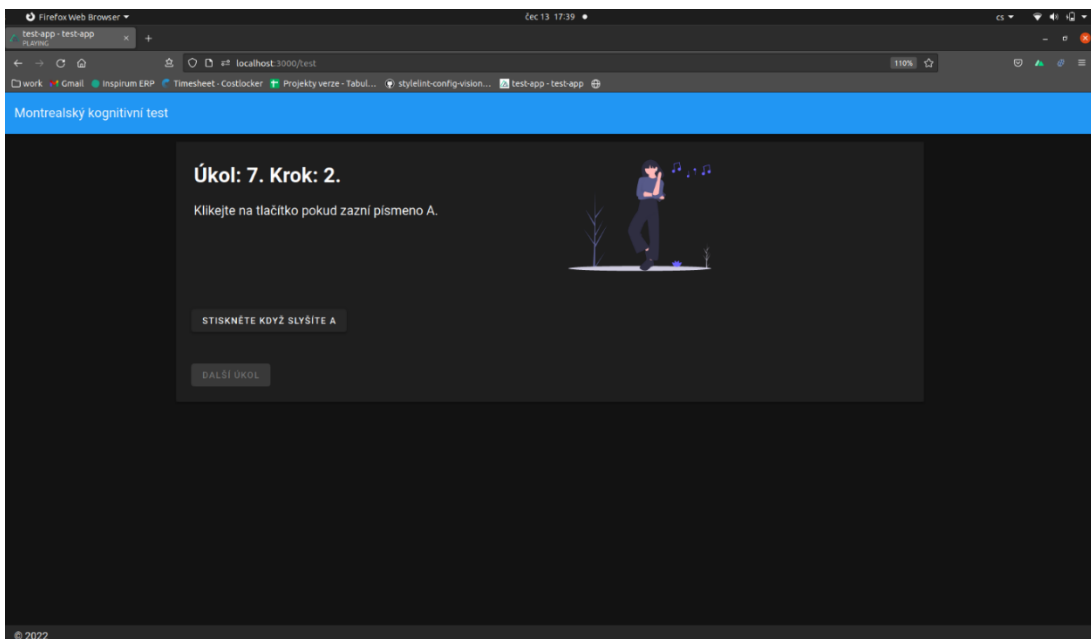 Firefox Web Browser
čec 13 17:39
cs
test-app - test-app
PLAYING
localhost:3000/test
110%
work
Gmail
Inspirum ERP
Timesheet - Costlocker
Projekty verze - Tabul...
stylelint-config-vision...
test-app - test-app
Montrealský kognitivní test
Úkol: 7. Krok: 2.
Klikejte na tlačítko pokud zazní písmeno A.
STISKNĚTE KDYŽ SLYŠÍTE A
DALŠÍ ÚKOL
© 2022